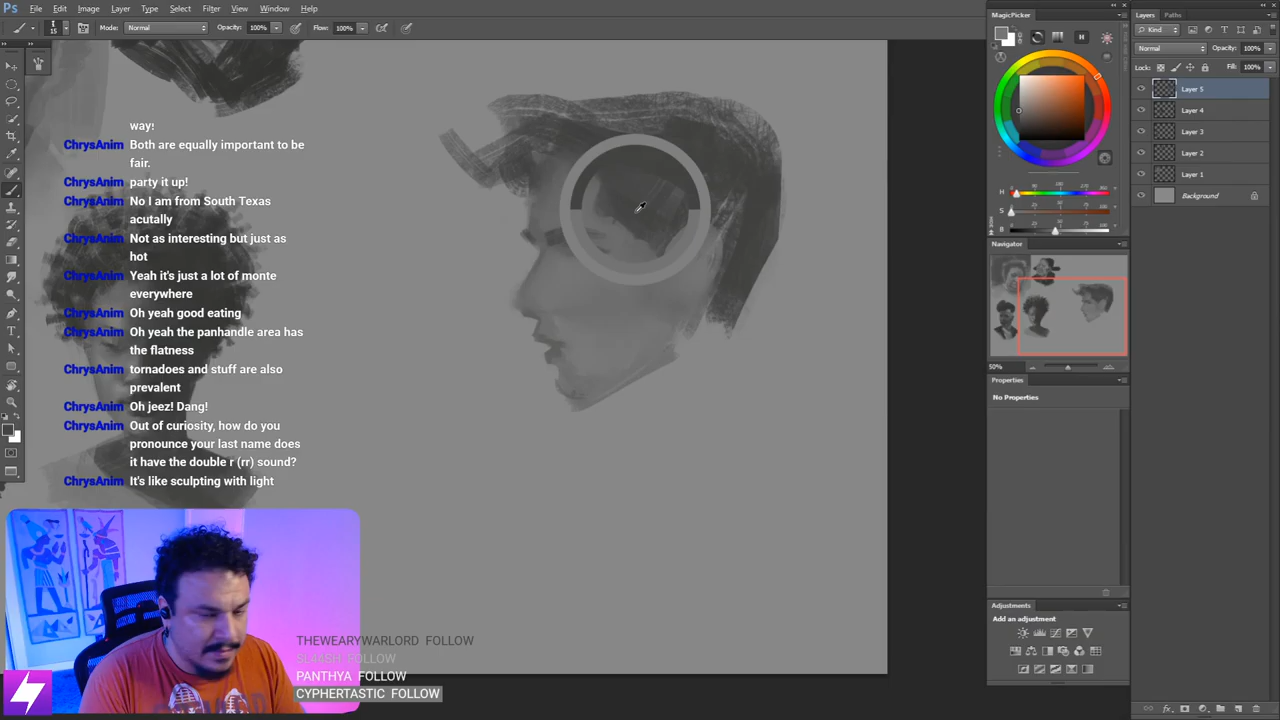 Ps File Edit Image Layer Type Select Filter View Window Help
15 Mode: Normal Opacity: 100% Flow: 100%
way!
ChrysAnim Both are equally important to be
fair.
ChrysAnim party it up!
ChrysAnim No I am from South Texas
acutally
ChrysAnim Not as interesting but just as
hot
ChrysAnim Yeah it's just a lot of monte
everywhere
ChrysAnim Oh yeah good eating
ChrysAnim Oh yeah the panhandle area has
the flatness
ChrysAnim tornadoes and stuff are also
prevalent
ChrysAnim Oh jeez! Dang!
ChrysAnim Out of curiosity, how do you
pronounce your last name does
it have the double r (rr) sound?
ChrysAnim It's like sculpting with light
THEWEARYWARLORD FOLLOW
PANTHYA FOLLOW
CYPHERTASTIC FOLLOW
MagicPicker
H
H
S
B
Navigator
50%
Properties
No Properties
Adjustments
Add an adjustment
Layers Paths
Kind
Normal Opacity: 100%
Lock: Fill: 100%
Layer 5
Layer 4
Layer 3
Layer 2
Layer 1
Background
fx